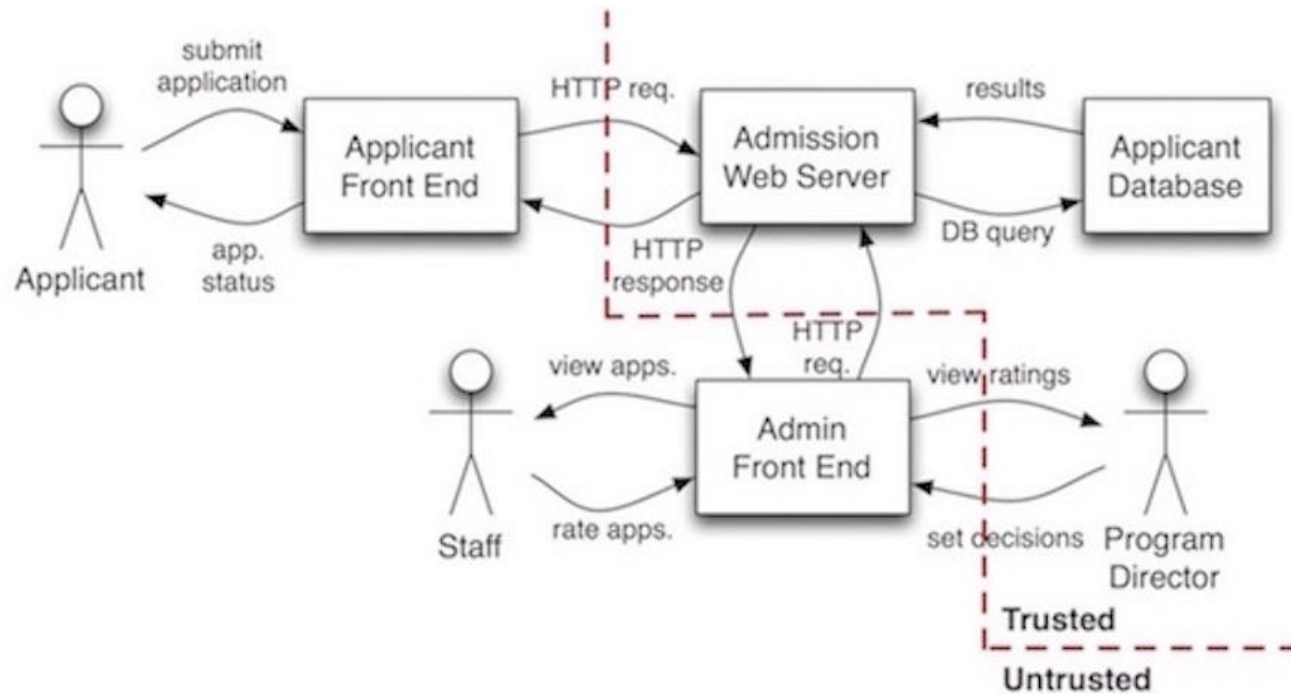 submit
application
HTTP req.
results
Applicant
Front End
Admission
Web Server
Applicant
Database
app.
status
HTTP
response
DB query
Applicant
HTTP
req.
view apps.
view ratings
Admin
Front End
rate apps.
set decisions
Staff
Program
Director
Trusted
Untrusted